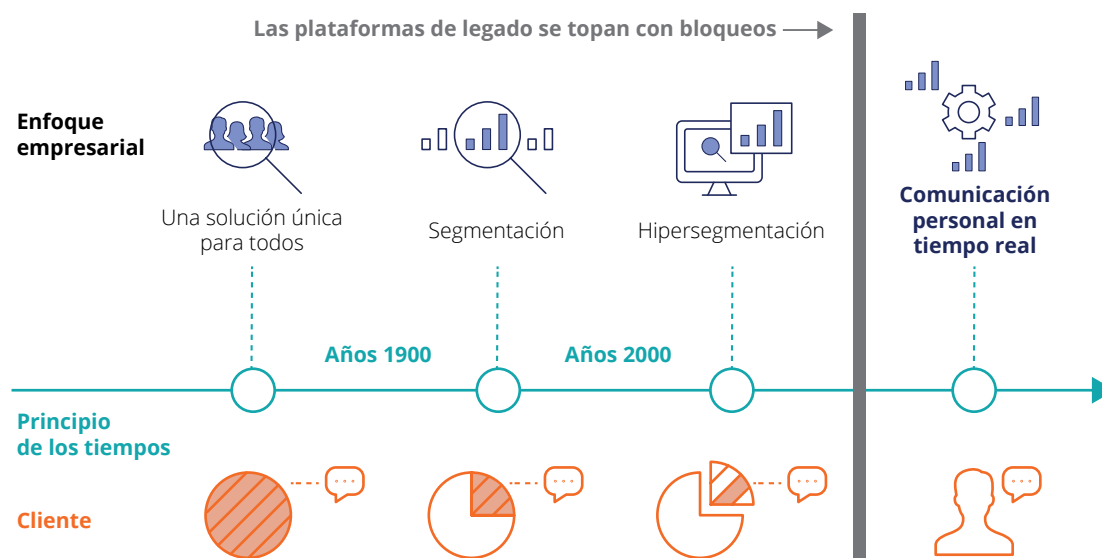 Las plataformas de legado se topan con bloqueos
Enfoque
empresarial
Una solución única
para todos
Segmentación
Hipersegmentación
Comunicación
personal en
tiempo real
Años 1900
Años 2000
Principio
de los tiempos
Cliente